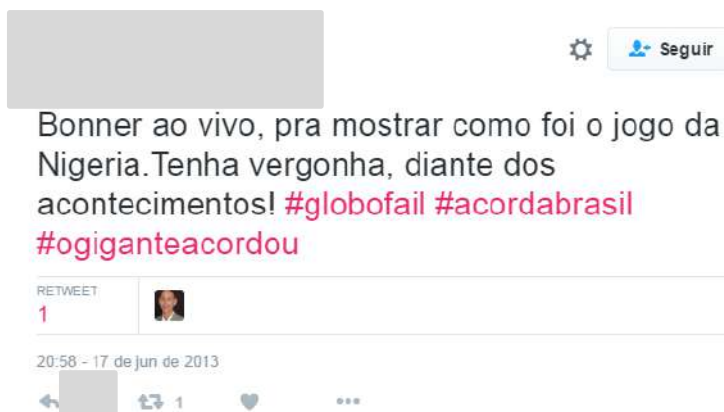 Seguir
Bonner ao vivo, pra mostrar como foi o jogo da
Nigeria.Tenha vergonha, diante dos
acontecimentos! #globofail #acordabrasil
#ogiganteacordou
RETWEET
1
20:58 - 17 de jun de 2013
1